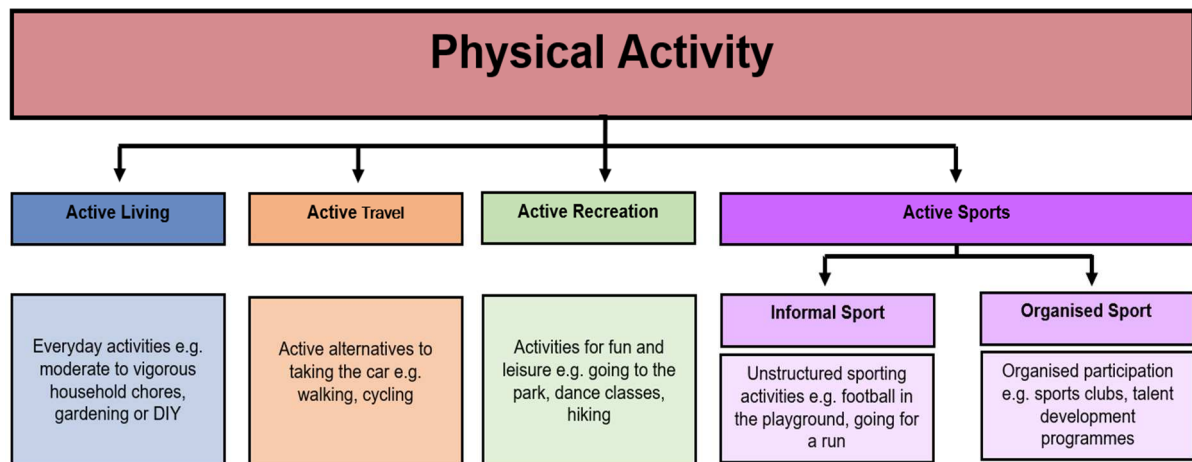 Physical Activity
Active Living
Active Travel
Active Recreation
Active Sports
Everyday activities e.g.
moderate to vigorous
household chores,
gardening or DIY
Active alternatives to
taking the car e.g.
walking, cycling
Activities for fun and
leisure e.g. going to the
park, dance classes,
hiking
Informal Sport
Organised Sport
Unstructured sporting
activities e.g. football in
the playground, going for
a run
Organised participation
e.g. sports clubs, talent
development
programmes